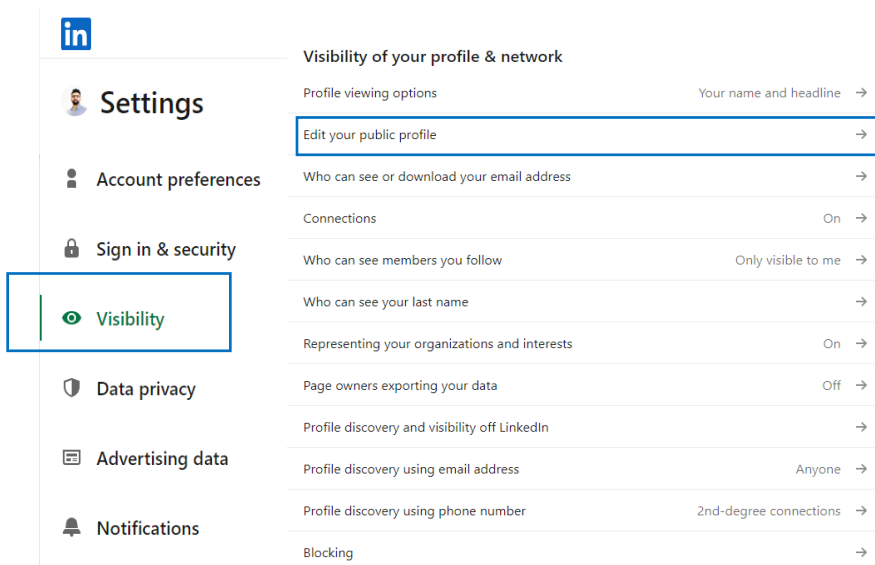 in
Settings
Account preferences
Sign in & security
Visibility
Data privacy
Advertising data
Notifications
Visibility of your profile & network
Profile viewing options Your name and headline
Edit your public profile
Who can see or download your email address
Connections On
Who can see members you follow Only visible to me
Who can see your last name
Representing your organizations and interests On
Page owners exporting your data Off
Profile discovery and visibility off LinkedIn
Profile discovery using email address Anyone
Profile discovery using phone number 2nd-degree connections
Blocking